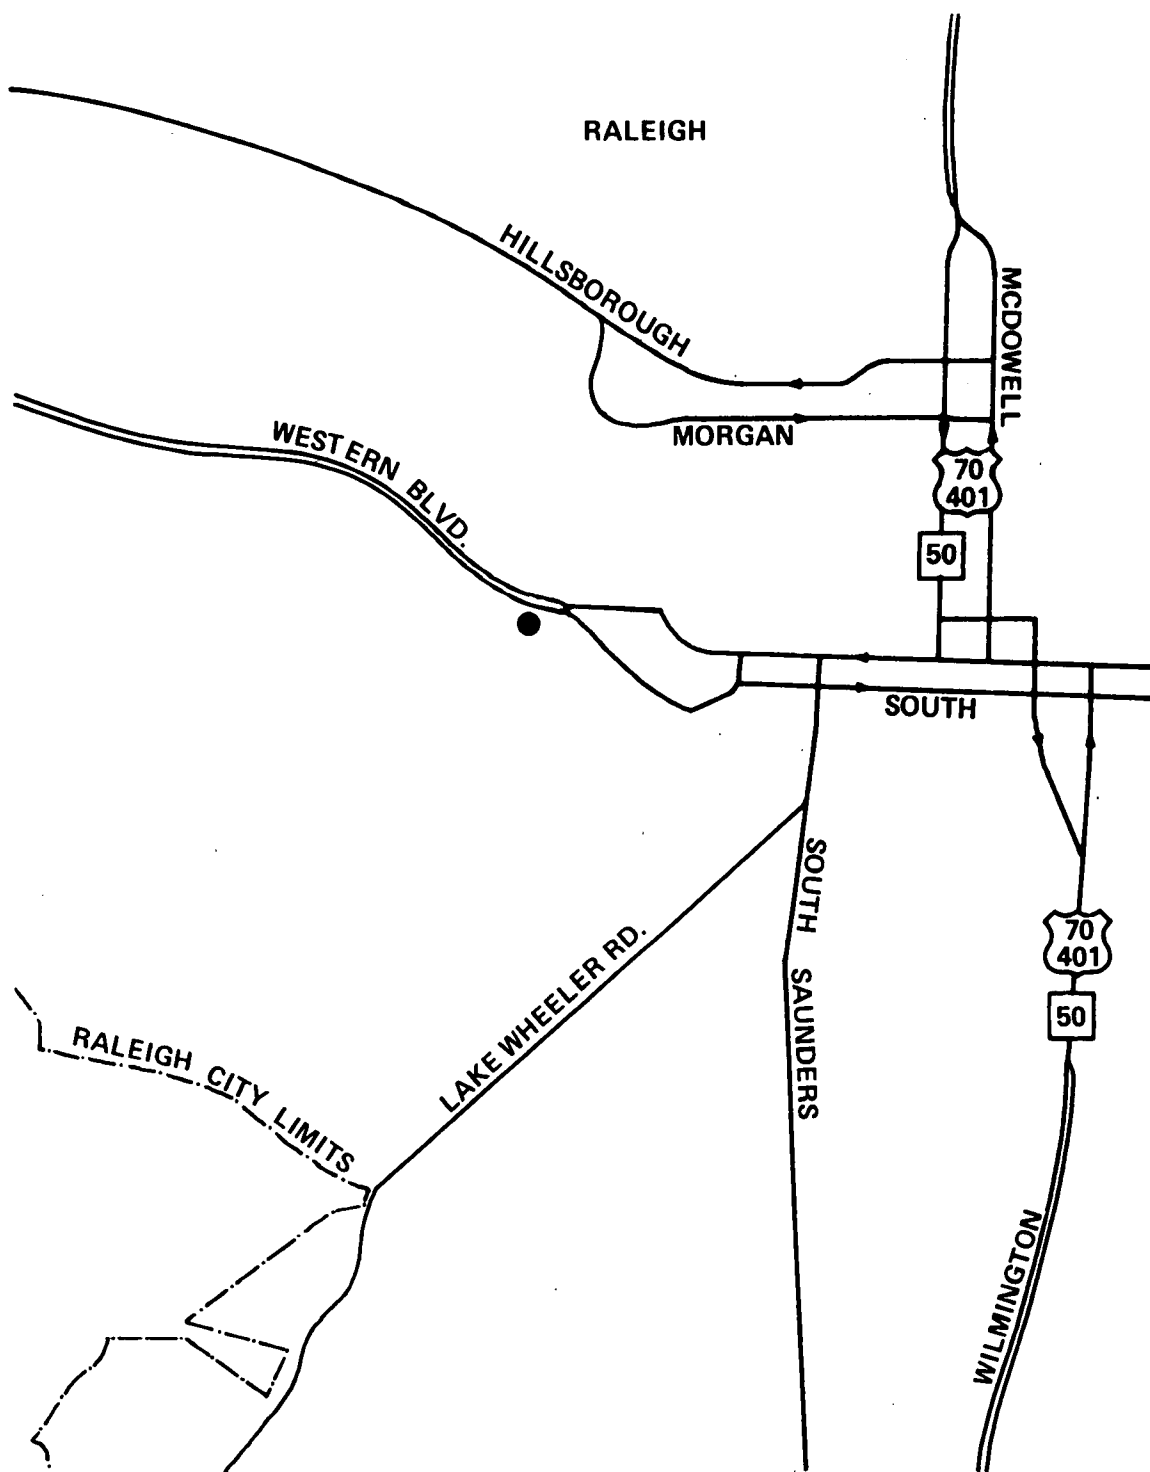 RALEIGH
HILLSBOROUGH
MCDOWELL
MORGAN
WESTERN BLVD.
70
401
50
SOUTH
SOUTH SAUNDERS
LAKE WHEELER RD.
70
401
50
RALEIGH CITY LIMITS
WILMINGTON